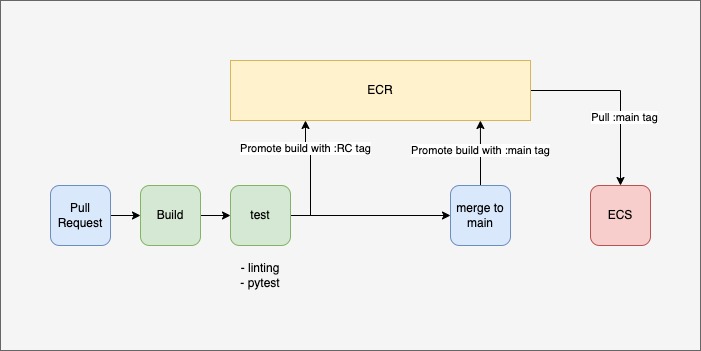 ECR
Pull :main tag
Promote build with :RC tag
Promote build with :main tag
Pull
Request
Build
test
merge to
main
ECS
- linting
- pytest